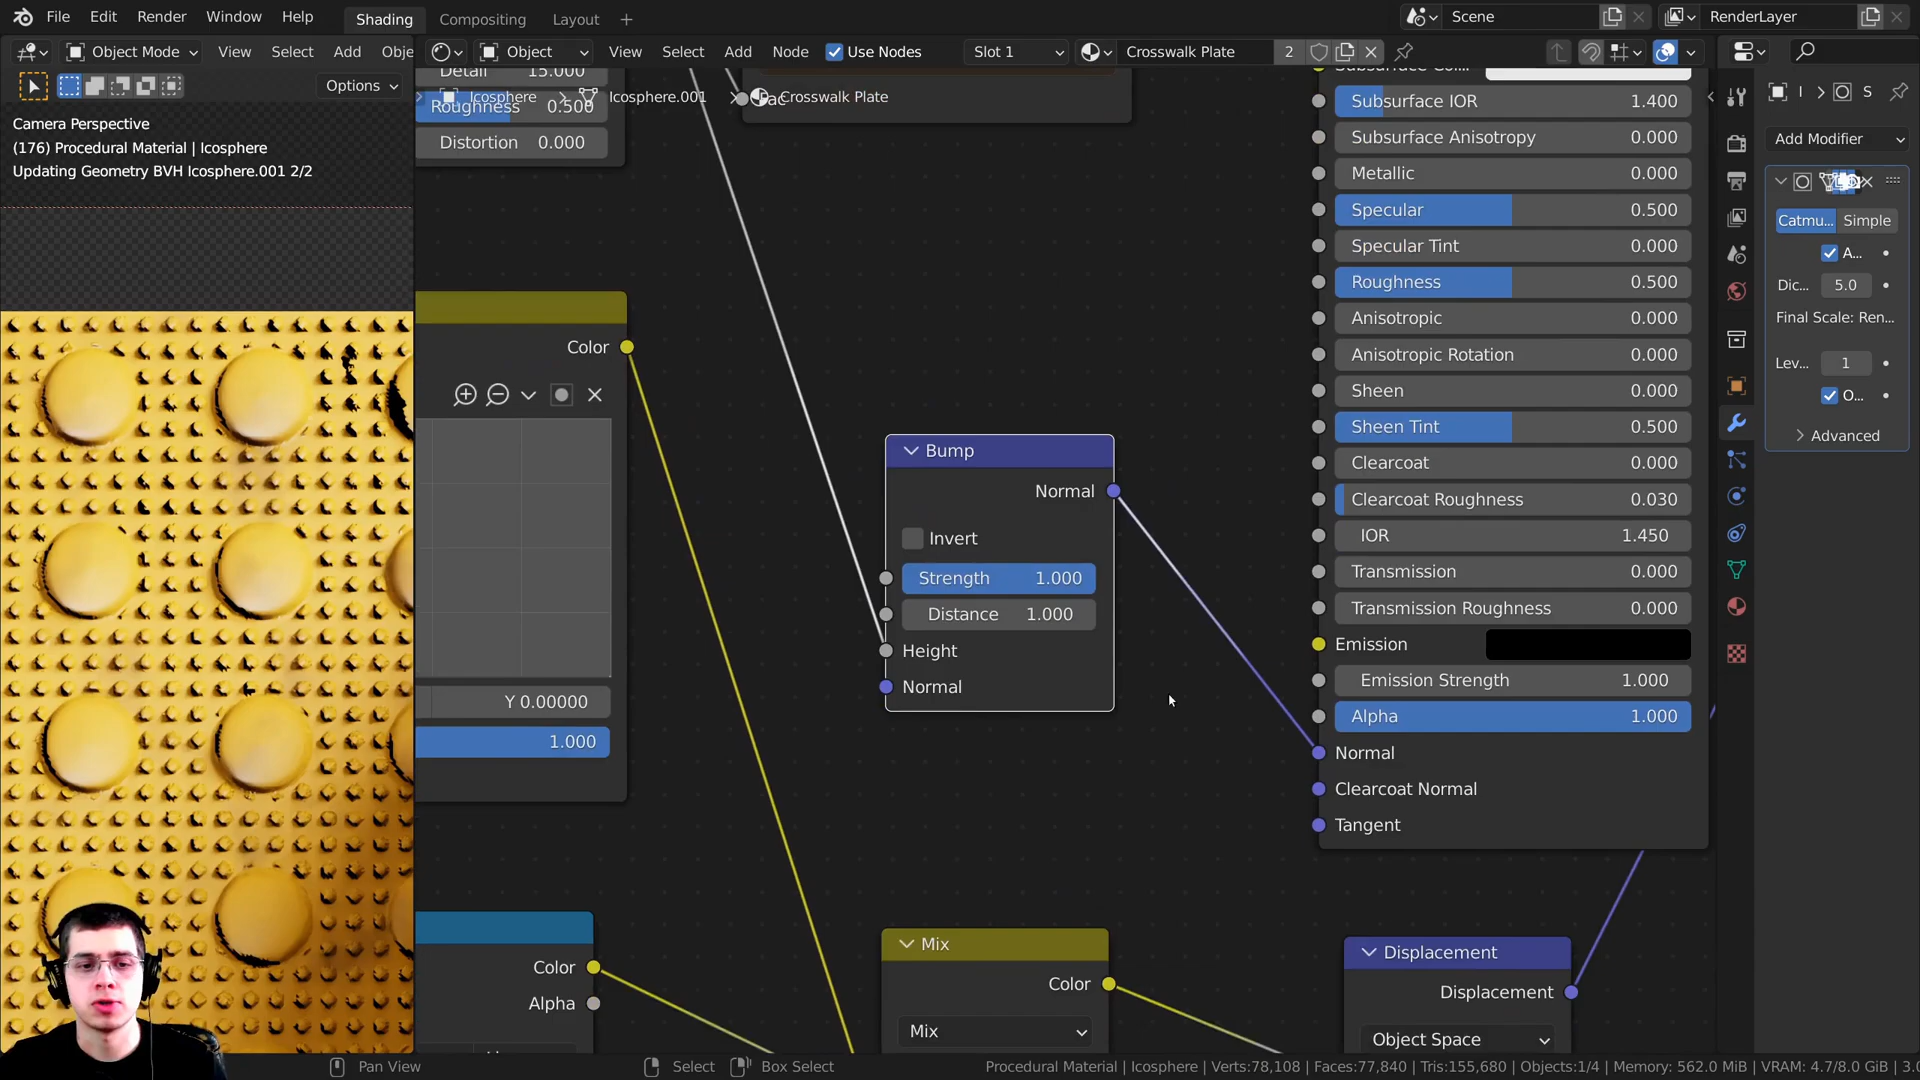 File Edit Render Window Help Shading Compositing Layout Scene RenderLayer
Object Mode View Select Add Obje Object View Select Add Node Use Nodes Slot 1 Crosswalk Plate 2
Options
Camera Perspective
(176) Procedural Material | Icosphere
Updating Geometry BVH Icosphere.001 2/2
Detail 15.000
Roughness 0.500
Distortion 0.000
Icosphere Icosphere.001 Crosswalk Plate
Color
Y 0.00000
1.000
Color
Alpha
Bump
Normal
Invert
Strength 1.000
Distance 1.000
Height
Normal
Mix
Color
Mix
Subsurface IOR 1.400
Subsurface Anisotropy 0.000
Metallic 0.000
Specular 0.500
Specular Tint 0.000
Roughness 0.500
Anisotropic 0.000
Anisotropic Rotation 0.000
Sheen 0.000
Sheen Tint 0.500
Clearcoat 0.000
Clearcoat Roughness 0.030
IOR 1.450
Transmission 0.000
Transmission Roughness 0.000
Emission
Emission Strength 1.000
Alpha 1.000
Normal
Clearcoat Normal
Tangent
Displacement
Displacement
Object Space
I S
Add Modifier
Catmu... Simple
A...
Dic... 5.0
Final Scale: Ren...
Lev... 1
O...
Advanced
Pan View Select Box Select Procedural Material | Icosphere | Verts:78,108 | Faces:77,840 | Tris:155,680 | Objects:1/4 | Memory: 562.0 MiB | VRAM: 4.7/8.0 GiB | 3.0